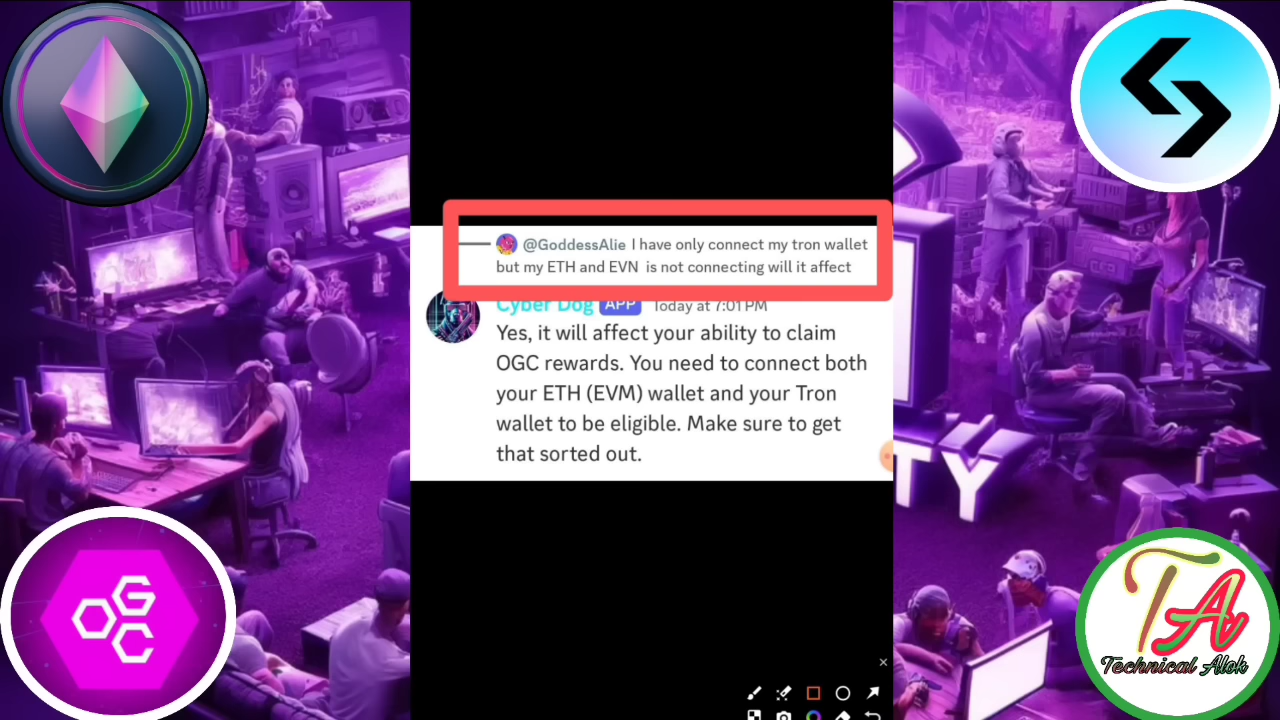 @GoddessAlie I have only connect my tron wallet
but my ETH and EVN is not connecting will it affect
Cyber Dog APP Today at 7:01 PM
Yes, it will affect your ability to claim
OGC rewards. You need to connect both
your ETH (EVM) wallet and your Tron
wallet to be eligible. Make sure to get
that sorted out.
TY
OGC
TA
Technical Alok